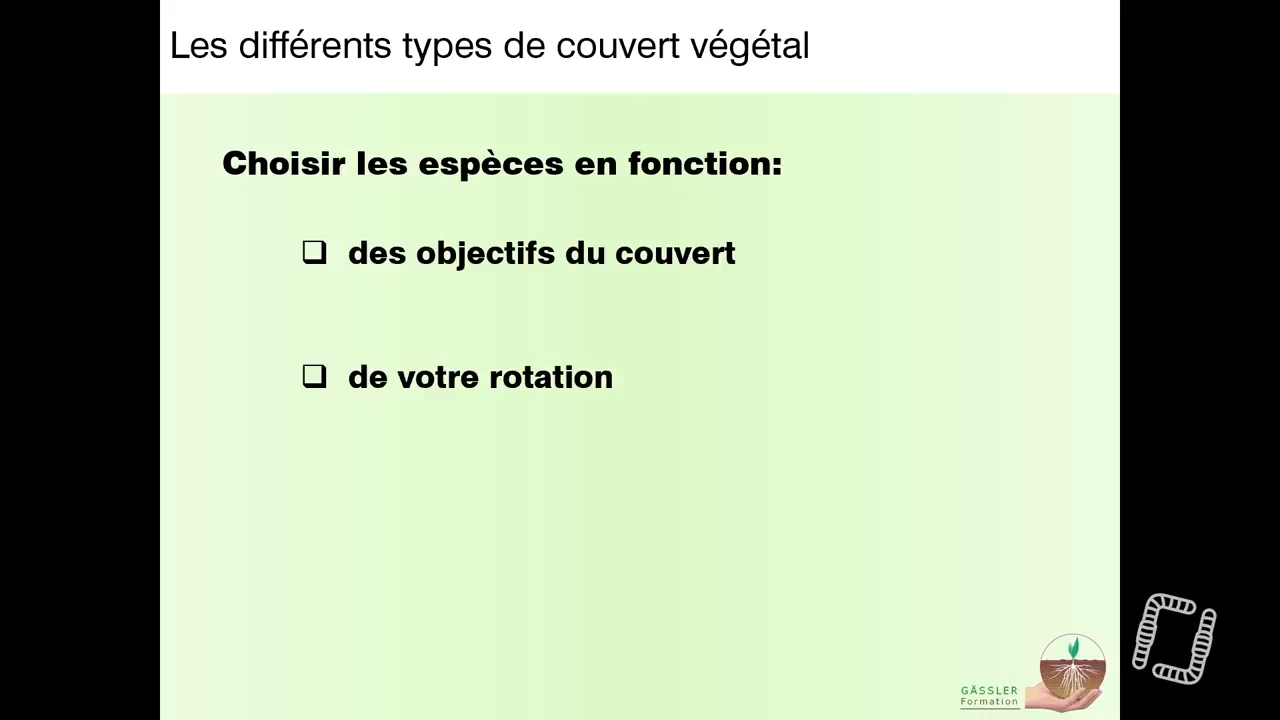 Les différents types de couvert végétal
Choisir les espèces en fonction:
❑ des objectifs du couvert
❑ de votre rotation
GÄSSLER
Formation